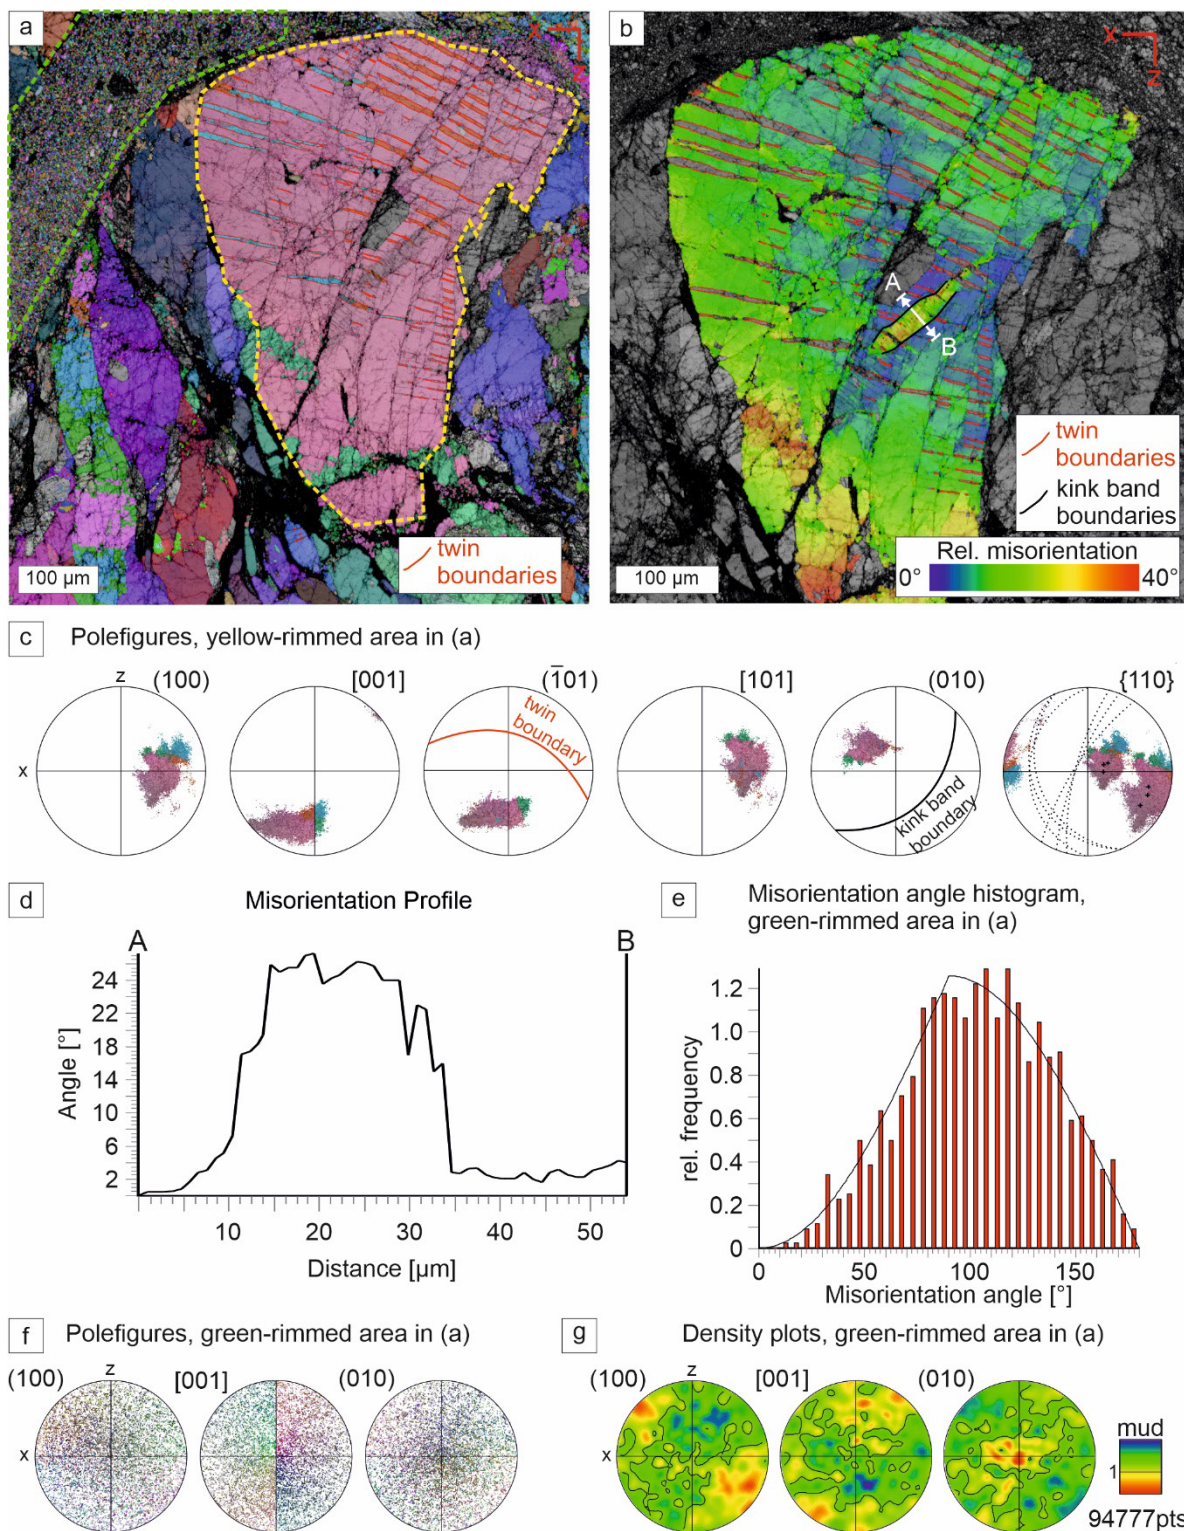 a
x
twin
boundaries
100 µm
b
x
z
A
B
twin
boundaries
kink band
boundaries
Rel. misorientation
0°
40°
100 µm
c
Polefigures, yellow-rimmed area in (a)
z
(100)
[001]
(1̅01)
[101]
(010)
{110}
x
twin
boundary
kink band
boundary
d
Misorientation Profile
A
B
24
22
18
14
10
6
2
Angle [°]
10
20
30
40
50
Distance [µm]
e
Misorientation angle histogram,
green-rimmed area in (a)
1.2
1.0
0.8
0.6
0.4
0.2
0
rel. frequency
0
50
100
150
Misorientation angle [°]
f
Polefigures, green-rimmed area in (a)
(100)
z
[001]
(010)
x
g
Density plots, green-rimmed area in (a)
(100)
z
[001]
(010)
x
mud
1
94777pts